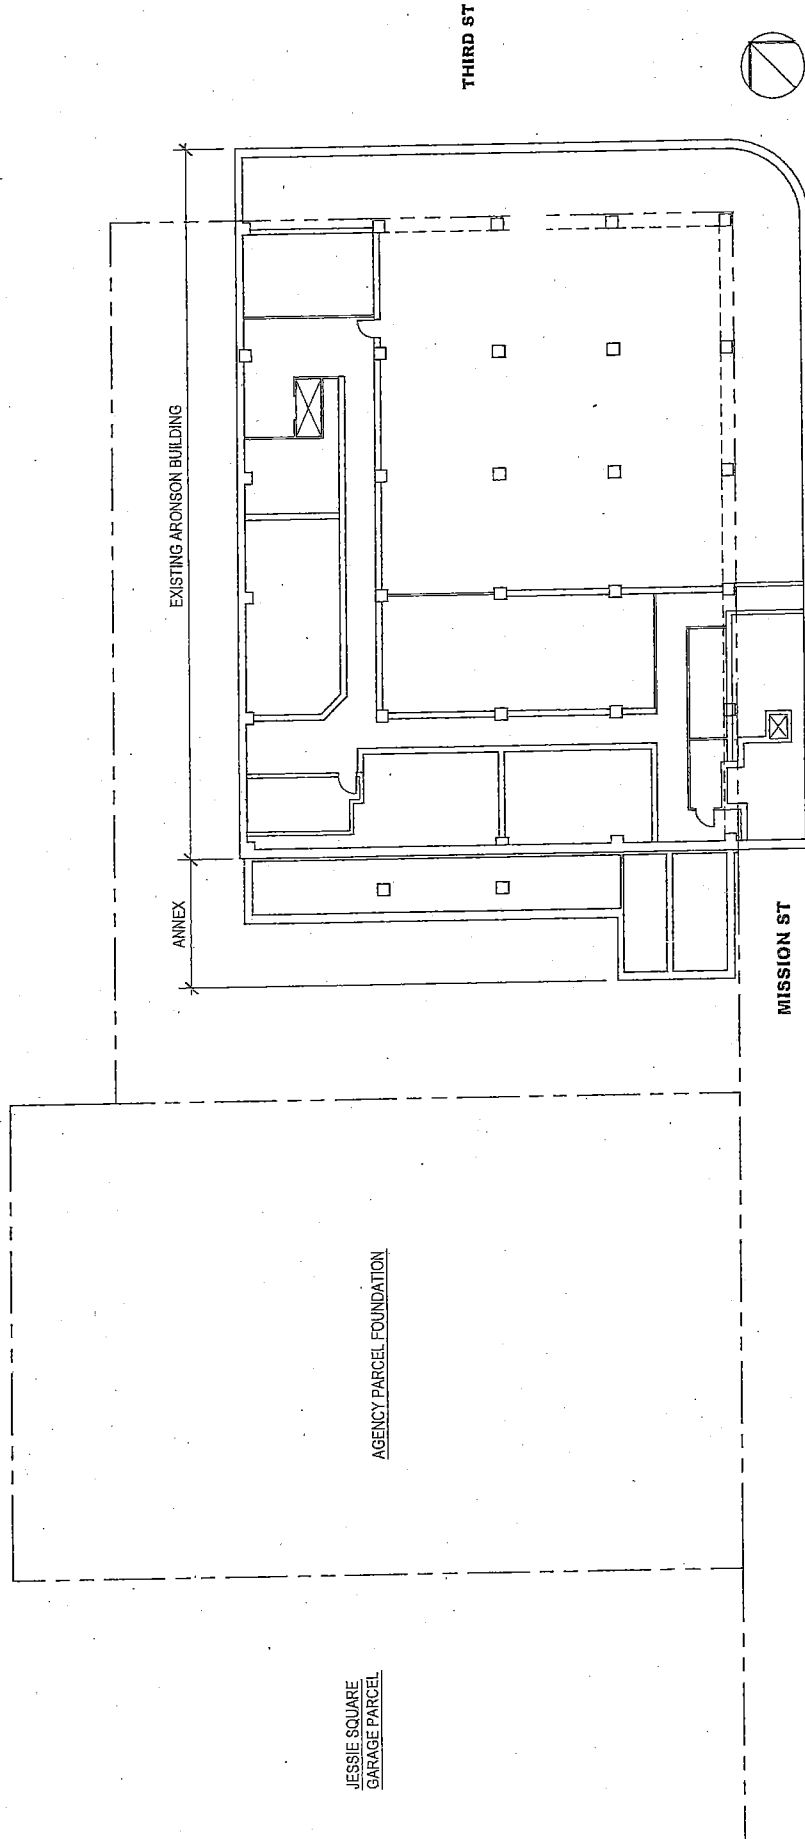 THIRD ST
EXISTING ARONSON BUILDING
ANNEX
MISSION ST
AGENCY PARCEL FOUNDATION
JESSIE SQUARE
GARAGE PARCEL